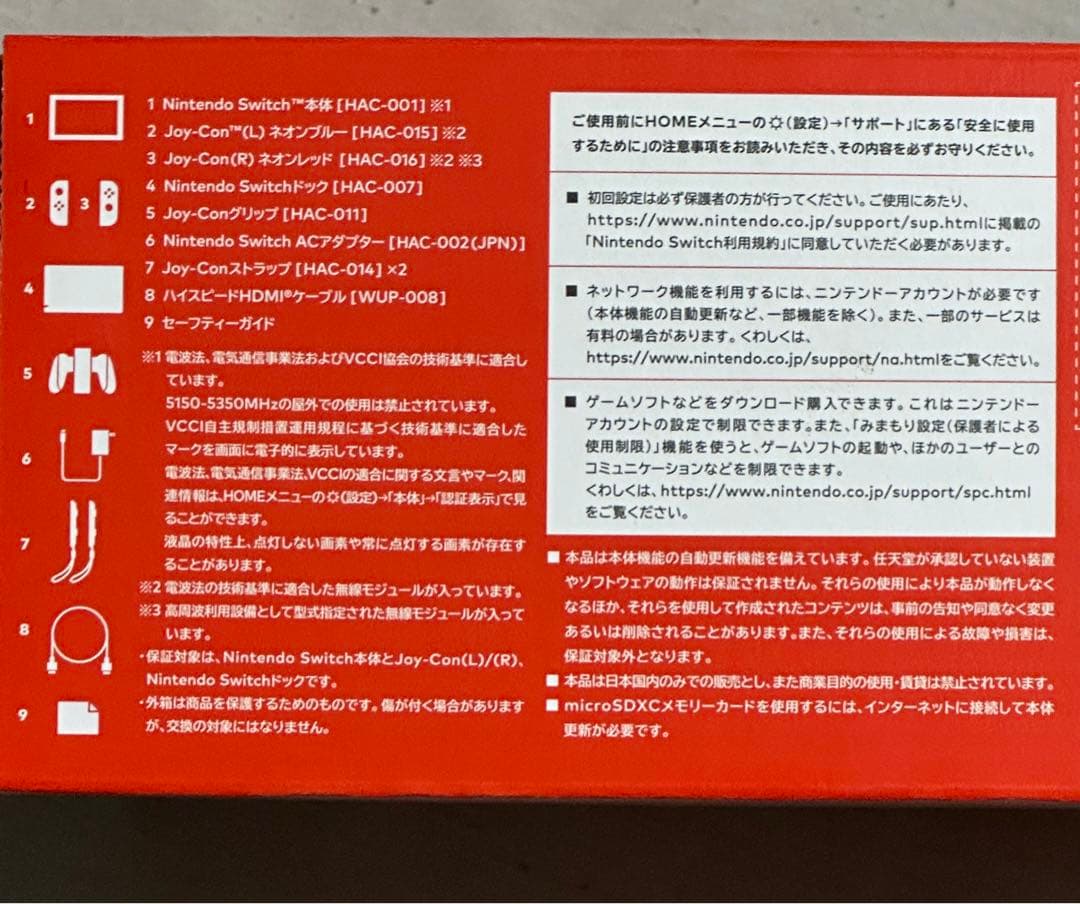 1 Nintendo Switch™本体 [HAC-001] ※1
2 Joy-Con™(L) ネオンブルー [HAC-015] ※2
3 Joy-Con(R) ネオンレッド [HAC-016] ※2 ※3
4 Nintendo Switchドック [HAC-007]
5 Joy-Conグリップ [HAC-011]
6 Nintendo Switch ACアダプター [HAC-002(JPN)]
7 Joy-Conストラップ [HAC-014] ×2
8 ハイスピードHDMI®ケーブル [WUP-008]
9 セーフティーガイド
1
2
3
4
5
6
7
8
9
※1 電波法、電気通信事業法およびVCCI協会の技術基準に適合し
ています。
5150-5350MHzの屋外での使用は禁止されています。
VCCI自主規制措置運用規程に基づく技術基準に適合した
マークを画面に電子的に表示しています。
電波法、電気通信事業法、VCCIの適合に関する文言やマーク、関
連情報は、HOMEメニューの(設定)→「本体」→「認証表示」で見
ることができます。
液晶の特性上、点灯しない画素や常に点灯する画素が存在す
ることがあります。
※2 電波法の技術基準に適合した無線モジュールが入っています。
※3 高周波利用設備として型式指定された無線モジュールが入って
います。
・保証対象は、Nintendo Switch本体とJoy-Con(L)/(R)、
Nintendo Switchドックです。
・外箱は商品を保護するためのものです。傷が付く場合があります
が、交換の対象にはなりません。
ご使用前にHOMEメニューの(設定)→「サポート」にある「安全に使用
するために」の注意事項をお読みいただき、その内容を必ずお守りください。
■ 初回設定は必ず保護者の方が行ってください。ご使用にあたり、
https://www.nintendo.co.jp/support/sup.htmlに掲載の
「Nintendo Switch利用規約」に同意していただく必要があります。
■ ネットワーク機能を利用するには、ニンテンドーアカウントが必要です
(本体機能の自動更新など、一部機能を除く)。また、一部のサービスは
有料の場合があります。くわしくは、
https://www.nintendo.co.jp/support/na.htmlをご覧ください。
■ ゲームソフトなどをダウンロード購入できます。これはニンテンドー
アカウントの設定で制限できます。また、「みまもり設定(保護者による
使用制限)」機能を使うと、ゲームソフトの起動や、ほかのユーザーとの
コミュニケーションなどを制限できます。
くわしくは、https://www.nintendo.co.jp/support/spc.html
をご覧ください。
■ 本品は本体機能の自動更新機能を備えています。任天堂が承認していない装置
やソフトウェアの動作は保証されません。それらの使用により本品が動作しなく
なるほか、それらを使用して作成されたコンテンツは、事前の告知や同意なく変更
あるいは削除されることがあります。また、それらの使用による故障や損害は、
保証対象外となります。
■ 本品は日本国内のみでの販売とし、また商業目的の使用・賃貸は禁止されています。
■ microSDXCメモリーカードを使用するには、インターネットに接続して本体
更新が必要です。